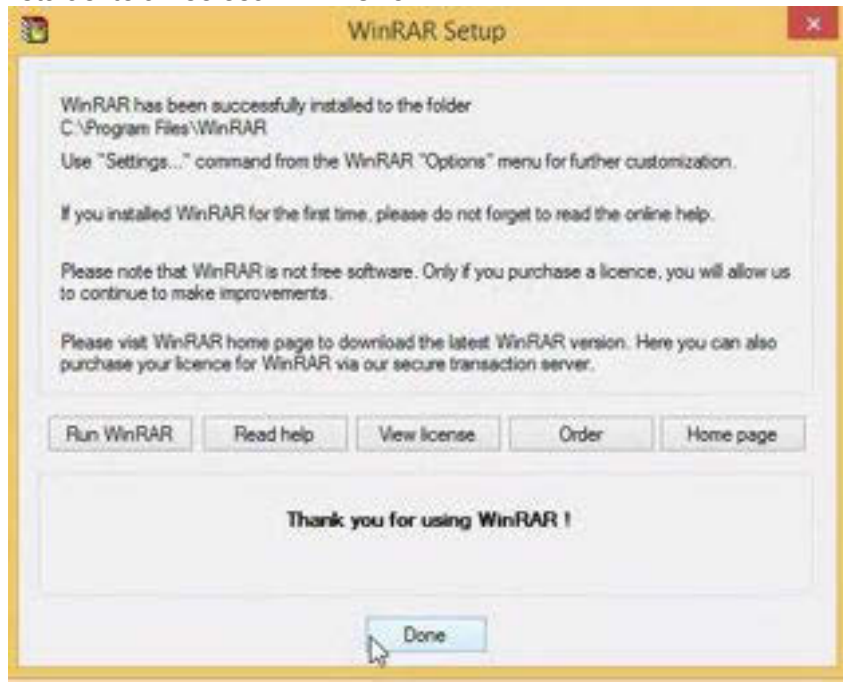 WinRAR Setup
WinRAR has been successfully installed to the folder
C:\Program Files\WinRAR
Use "Settings..." command from the WinRAR "Options" menu for further customization.
If you installed WinRAR for the first time, please do not forget to read the online help.
Please note that WinRAR is not free software. Only if you purchase a licence, you will allow us
to continue to make improvements.
Please visit WinRAR home page to download the latest WinRAR version. Here you can also
purchase your licence for WinRAR via our secure transaction server.
Run WinRAR Read help View license Order Home page
Thank you for using WinRAR !
Done